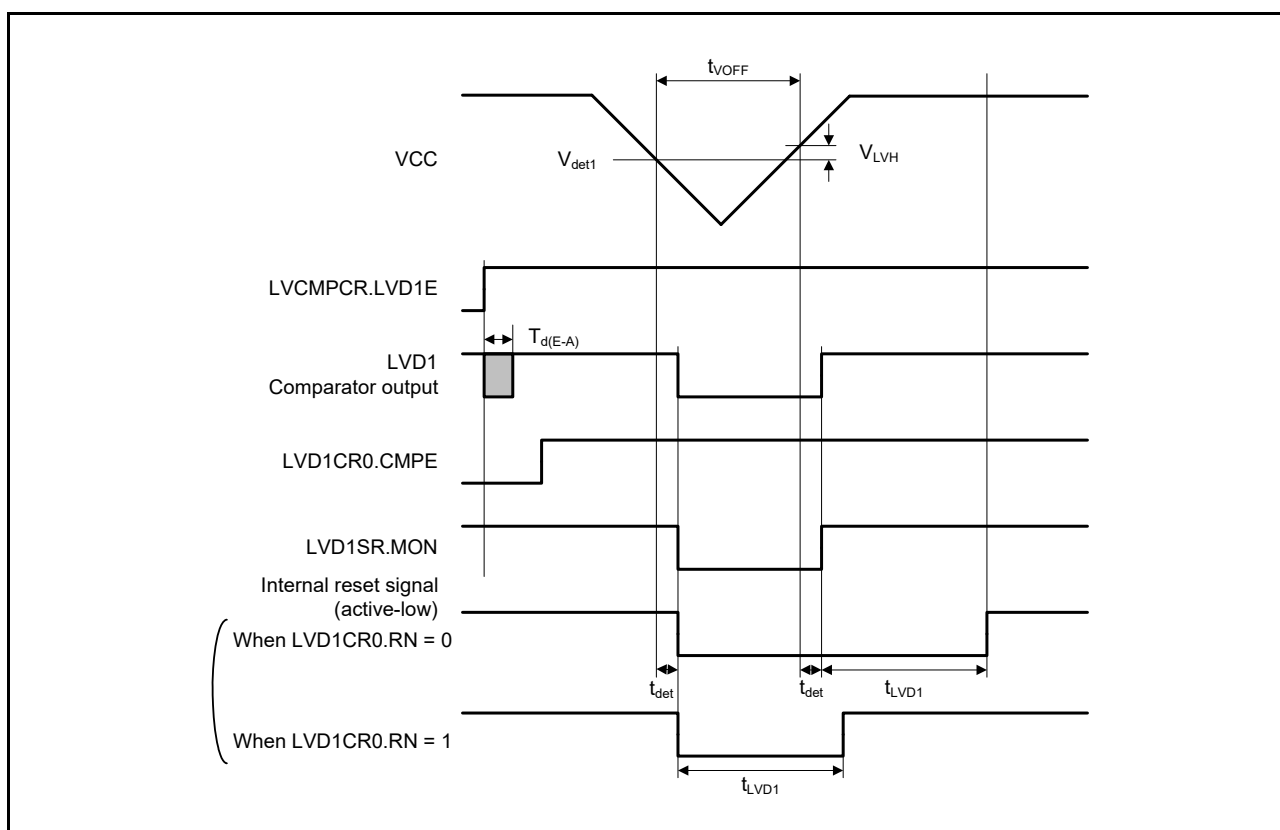 tVOFF
VCC
Vdet1
VLVH
LVCMPCR.LVD1E
Td(E-A)
LVD1
Comparator output
LVD1CR0.CMPE
LVD1SR.MON
Internal reset signal
(active-low)
When LVD1CR0.RN = 0
tdet
tdet
tLVD1
When LVD1CR0.RN = 1
tLVD1